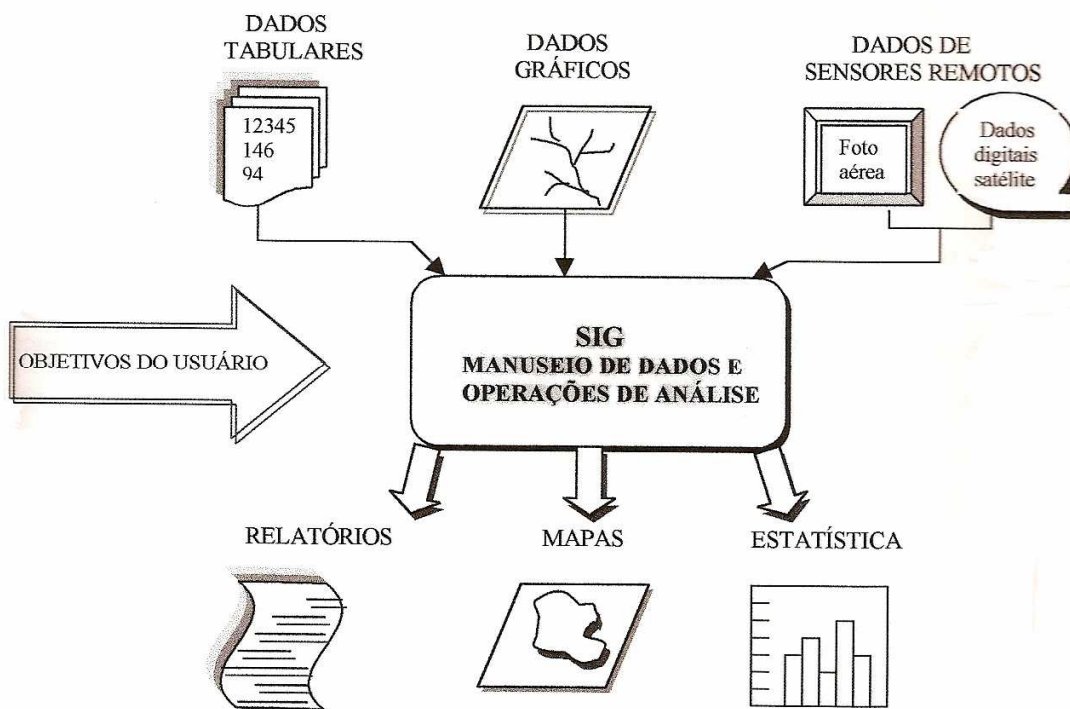 DADOS
TABULARES
DADOS
GRÁFICOS
DADOS DE
SENSORES REMOTOS
12345
146
94
Foto
aérea
Dados
digitais
satélite
OBJETIVOS DO USUÁRIO
SIG
MANUSEIO DE DADOS E
OPERAÇÕES DE ANÁLISE
RELATÓRIOS
MAPAS
ESTATÍSTICA